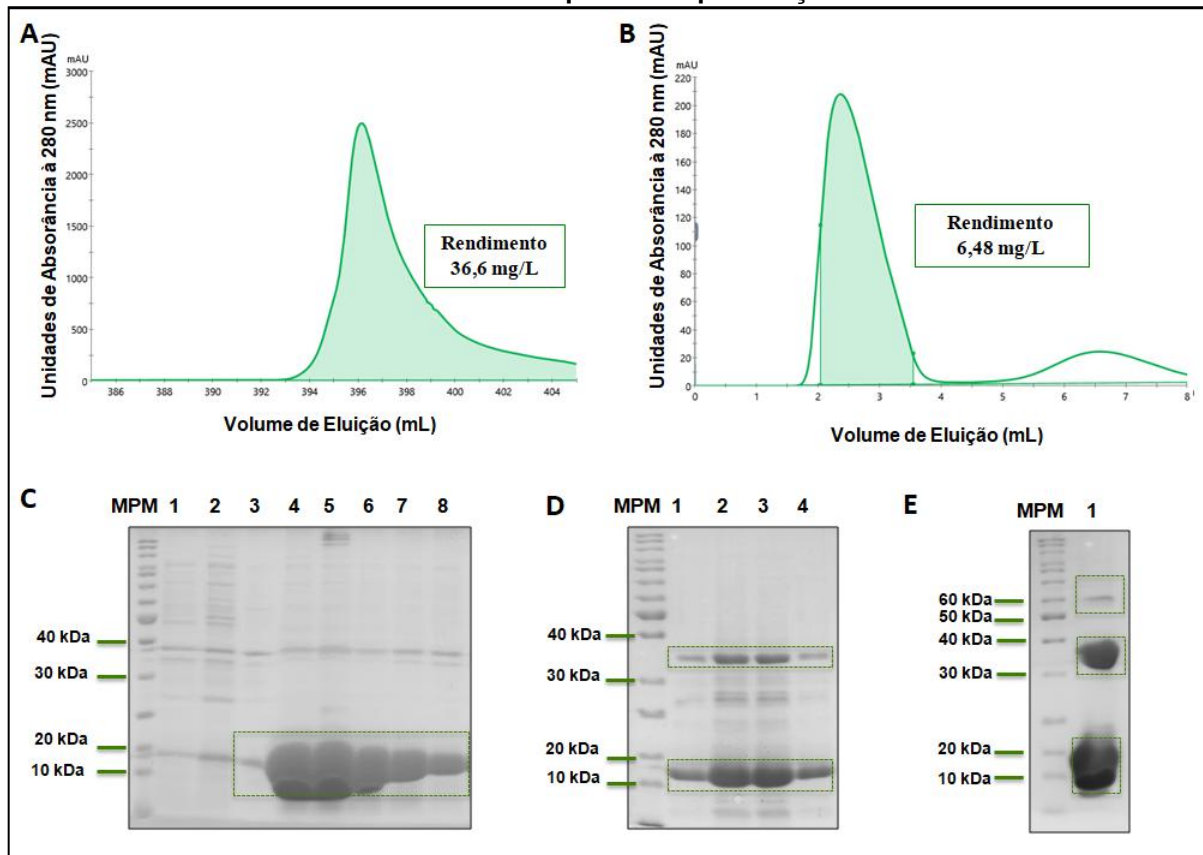 A
Unidades de Absorância à 280 nm (mAU)
mAU
3000
2500
2000
1500
1000
500
0
386
388
390
392
394
396
398
400
402
404
Rendimento
36,6 mg/L
Volume de Eluição (mL)
B
Unidades de Absorância à 280 nm (mAU)
mAU
220
200
180
160
140
120
100
80
60
40
20
0
0
1
2
3
4
5
6
7
8
Rendimento
6,48 mg/L
Volume de Eluição (mL)
C
MPM 1 2 3 4 5 6 7 8
40 kDa
30 kDa
20 kDa
10 kDa
D
MPM 1 2 3 4
40 kDa
30 kDa
20 kDa
10 kDa
E
MPM 1
60 kDa
50 kDa
40 kDa
30 kDa
20 kDa
10 kDa